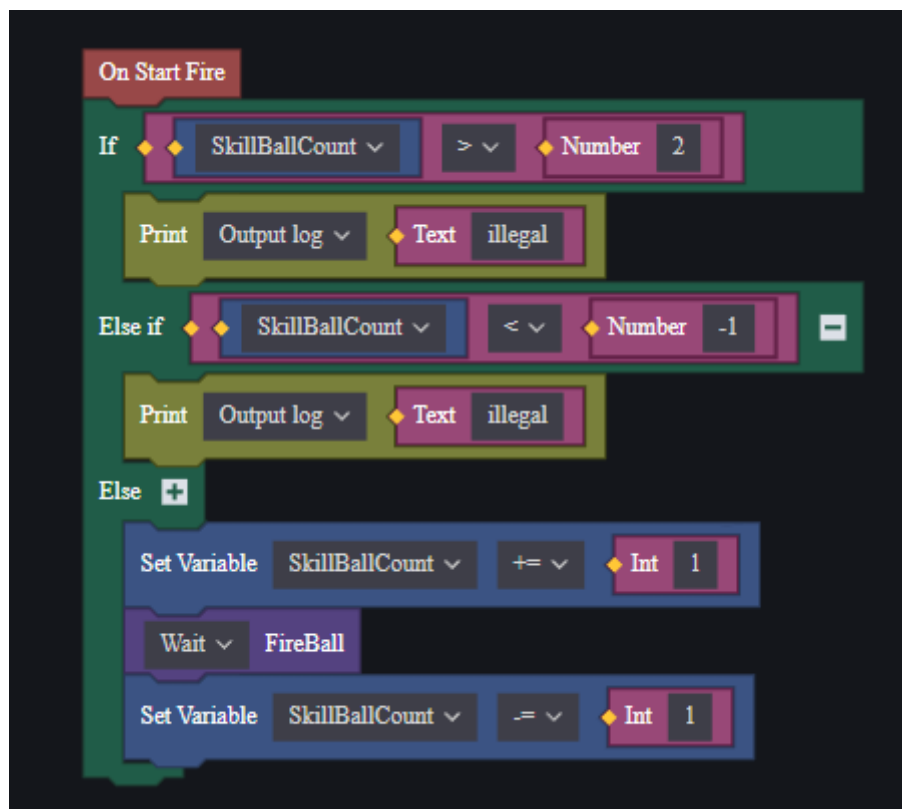 On Start Fire
If SkillBallCount > Number 2
Print Output log Text illegal
Else if SkillBallCount < Number -1
Print Output log Text illegal
Else
Set Variable SkillBallCount += Int 1
Wait FireBall
Set Variable SkillBallCount -= Int 1